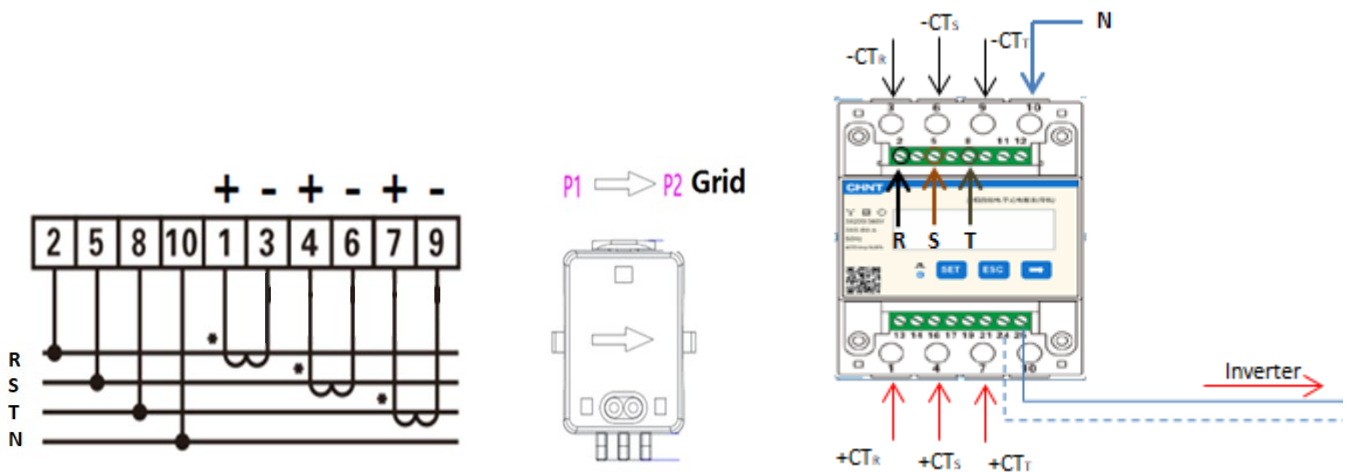 + - + - + -
2 5 8 10 1 3 4 6 7 9
* * *
R
S
T
N
P1 P2 Grid
-CTR
-CTS
-CTT
N
3 6 9 10
2 5 8 11 12
CHNT
R S T
SET ESC
13 14 16 17 19 21 24 25
1 4 7 10
+CTR +CTS +CTT
Inverter